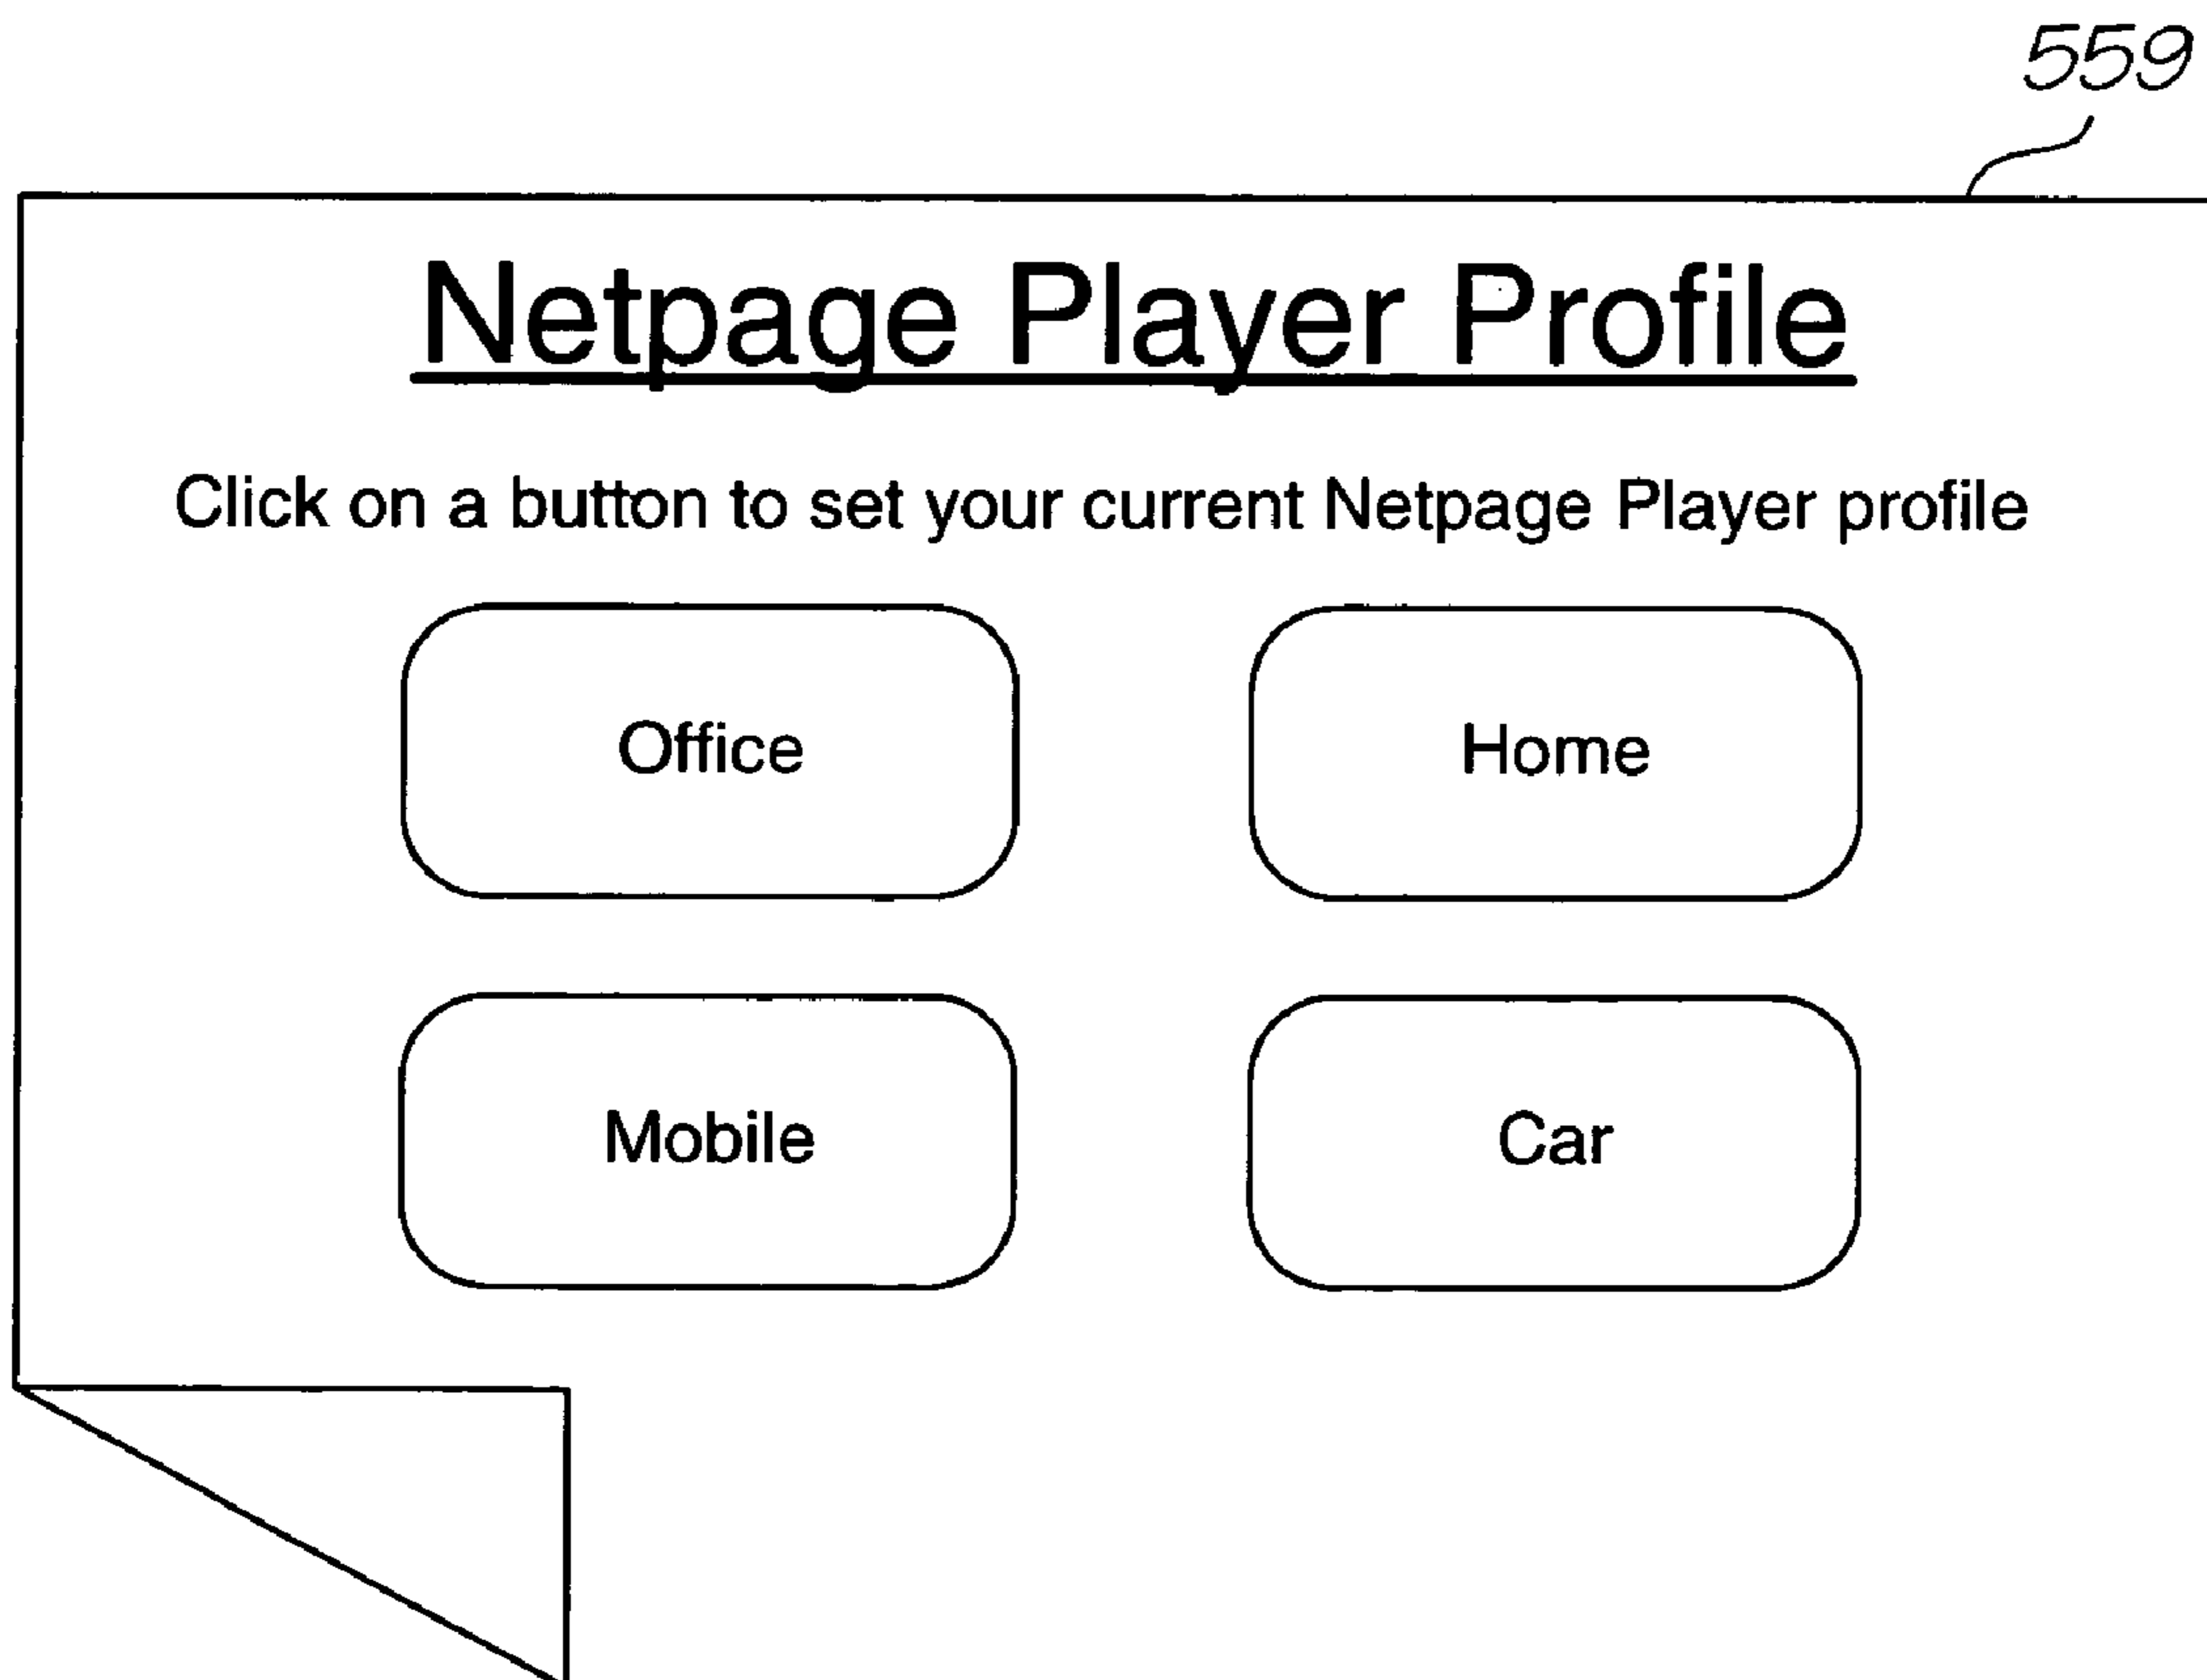 559
Netpage Player Profile
Click on a button to set your current Netpage Player profile
Office Home
Mobile Car